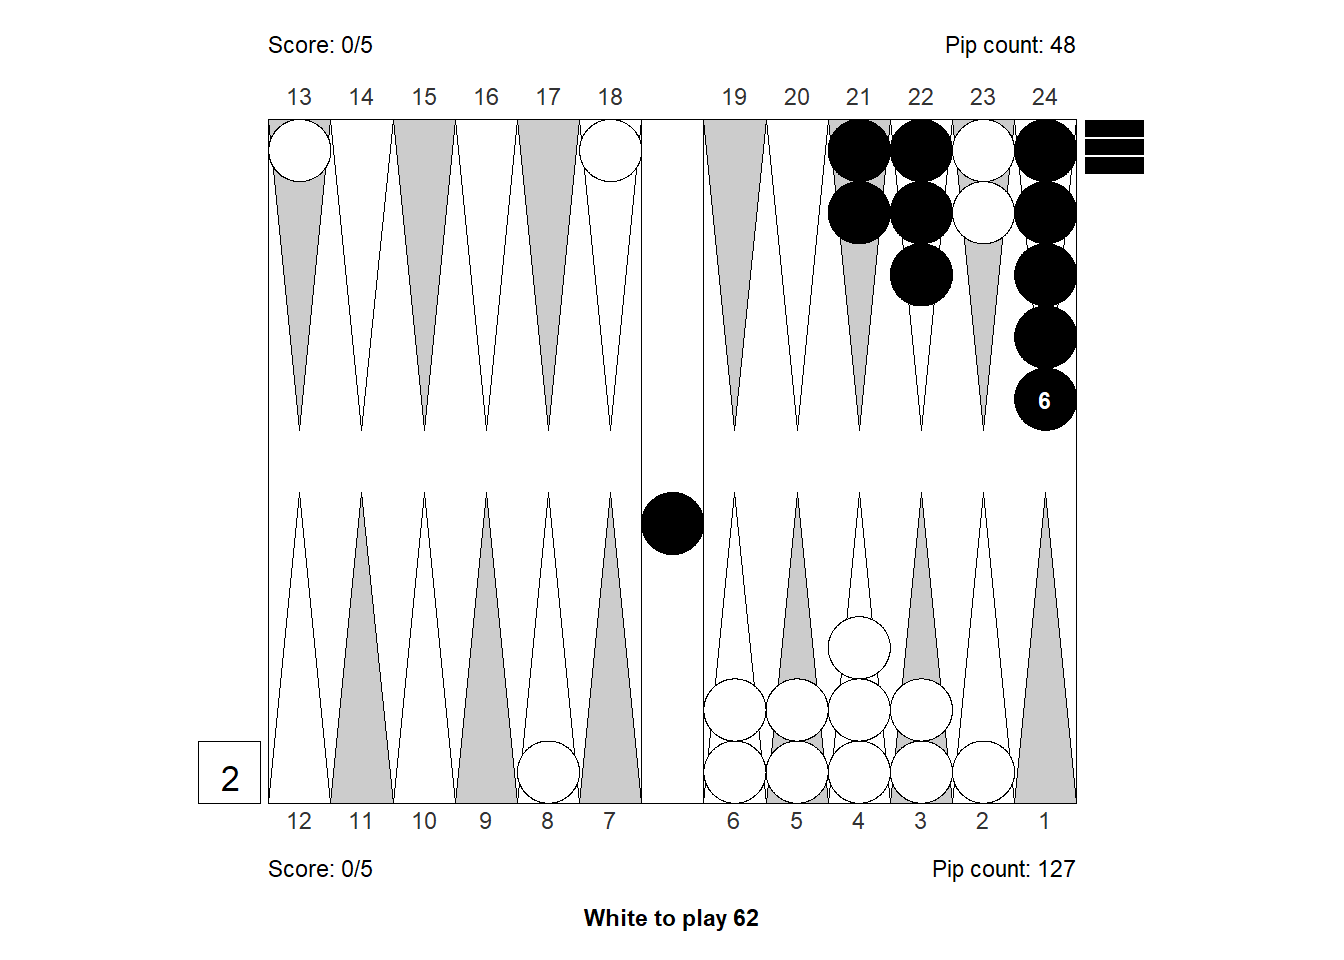 Score: 0/5 Pip count: 48
13 14 15 16 17 18 19 20 21 22 23 24
6
2
12 11 10 9 8 7 6 5 4 3 2 1
Score: 0/5 Pip count: 127
White to play 62